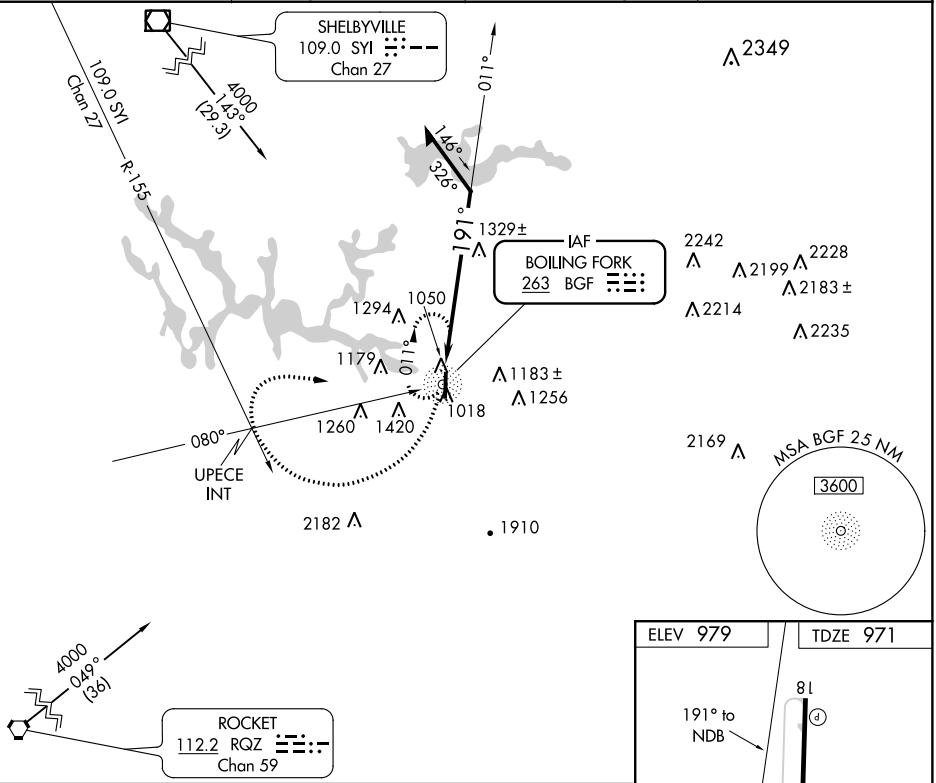 SHELBYVILLE
109.0 SYI
Chan 27
109.0 SYI
Chan 27
R-155
4000
143°
(29.3)
011°
2349
146°
326°
191°
1329±
IAF
BOILING FORK
263 BGF
2242
2199
2228
2183 ±
2214
2235
1294
1050
011°
1179
1183 ±
1256
1018
1260
1420
080°
UPECE
INT
2169
MSA BGF 25 NM
3600
2182
1910
4000
049°
(36)
ROCKET
112.2 RQZ
Chan 59
ELEV 979
TDZE 971
18
P
191° to
NDB